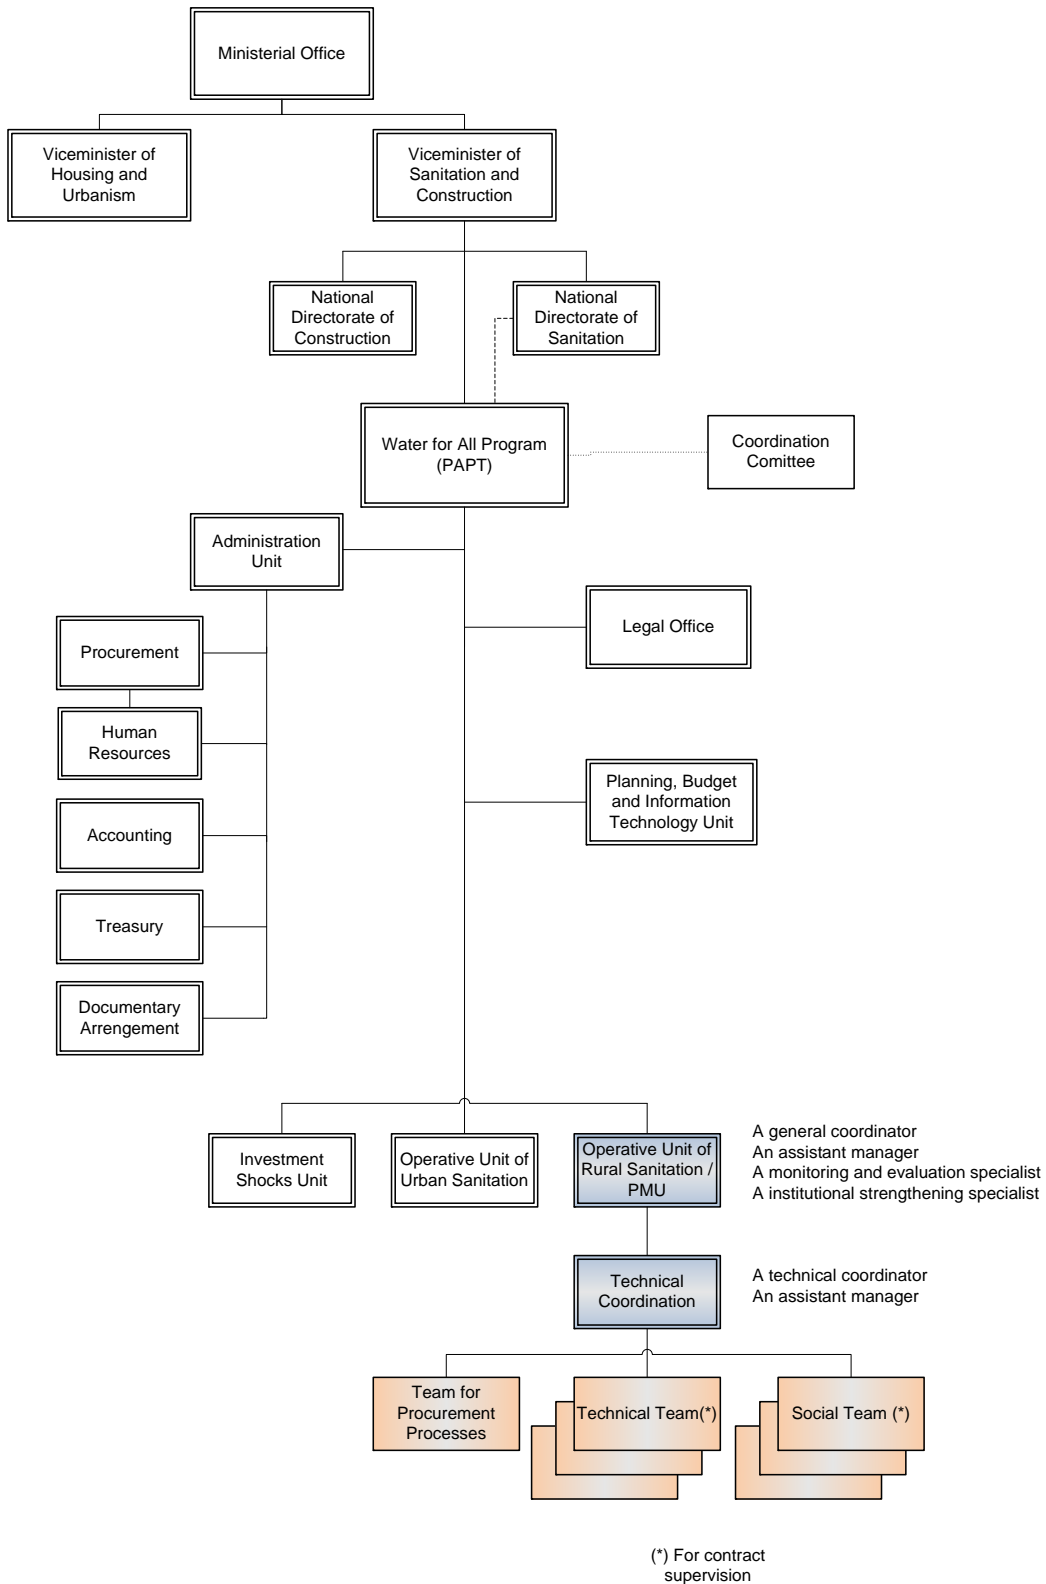 Ministerial Office
Viceminister of
Housing and
Urbanism
Viceminister of
Sanitation and
Construction
National
Directorate of
Construction
National
Directorate of
Sanitation
Water for All Program
(PAPT)
Coordination
Comittee
Administration
Unit
Legal Office
Procurement
Human
Resources
Planning, Budget
and Information
Technology Unit
Accounting
Treasury
Documentary
Arrengement
Investment
Shocks Unit
Operative Unit of
Urban Sanitation
Operative Unit of
Rural Sanitation /
PMU
A general coordinator
An assistant manager
A monitoring and evaluation specialist
A institutional strengthening specialist
Technical
Coordination
A technical coordinator
An assistant manager
Team for
Procurement
Processes
Technical Team(*)
Social Team (*)
(*) For contract
supervision